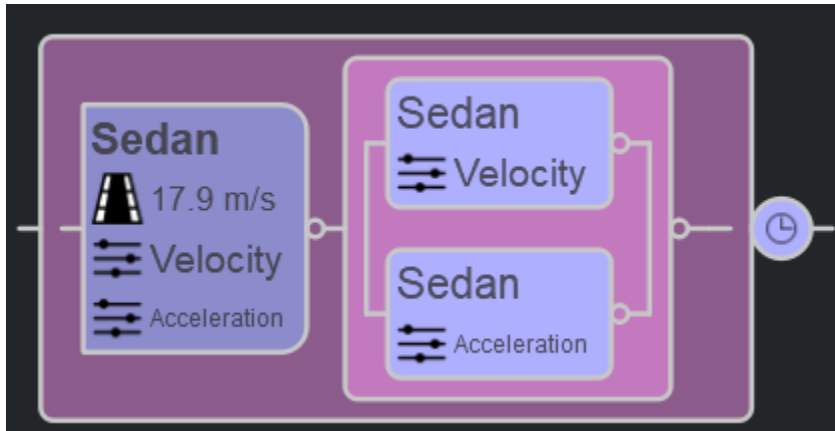 Sedan
17.9 m/s
Velocity
Acceleration
Sedan
Velocity
Sedan
Acceleration